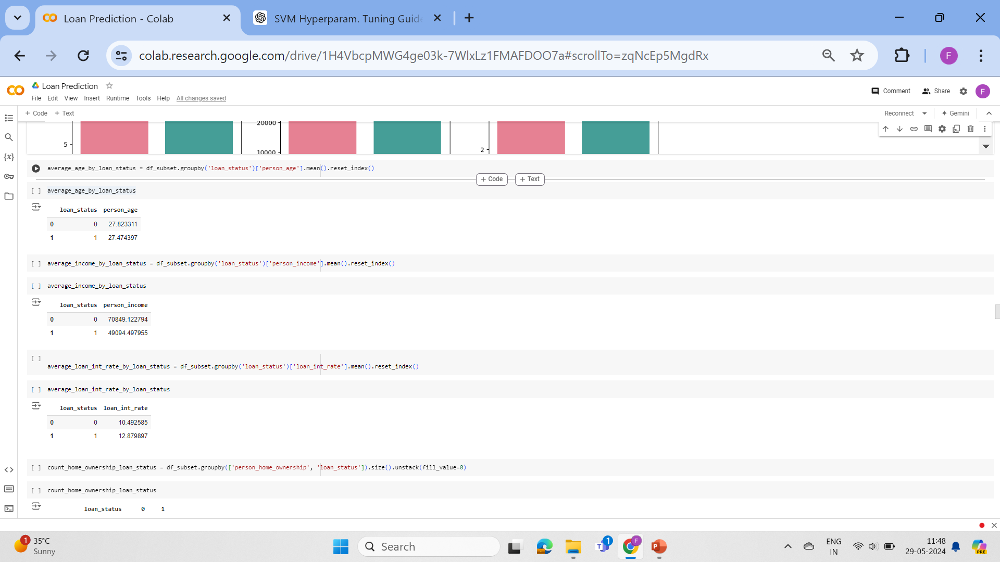 Loan Prediction - Colab
SVM Hyperparam. Tuning Guide
colab.research.google.com/drive/1H4VbcpMWG4ge03k-7WlxLz1FMAFDOO7a#scrollTo=zqNcEp5MgdRx
F
Loan Prediction
File Edit View Insert Runtime Tools Help All changes saved
Comment Share F
+ Code + Text
Reconnect Gemini
20000
5
10000
2
average_age_by_loan_status = df_subset.groupby('loan_status')['person_age'].mean().reset_index()
+ Code + Text
[ ] average_age_by_loan_status
loan_status person_age
0 0 27.823311
1 1 27.474397
[ ] average_income_by_loan_status = df_subset.groupby('loan_status')['person_income'].mean().reset_index()
[ ] average_income_by_loan_status
loan_status person_income
0 0 70849.122794
1 1 49094.497955
[ ]
average_loan_int_rate_by_loan_status = df_subset.groupby('loan_status')['loan_int_rate'].mean().reset_index()
[ ] average_loan_int_rate_by_loan_status
loan_status loan_int_rate
0 0 10.492585
1 1 12.879897
[ ] count_home_ownership_loan_status = df_subset.groupby(['person_home_ownership', 'loan_status']).size().unstack(fill_value=0)
[ ] count_home_ownership_loan_status
loan_status 0 1
1
35°C
Sunny
Search
1
F
ENG
IN
11:48
29-05-2024
PRE